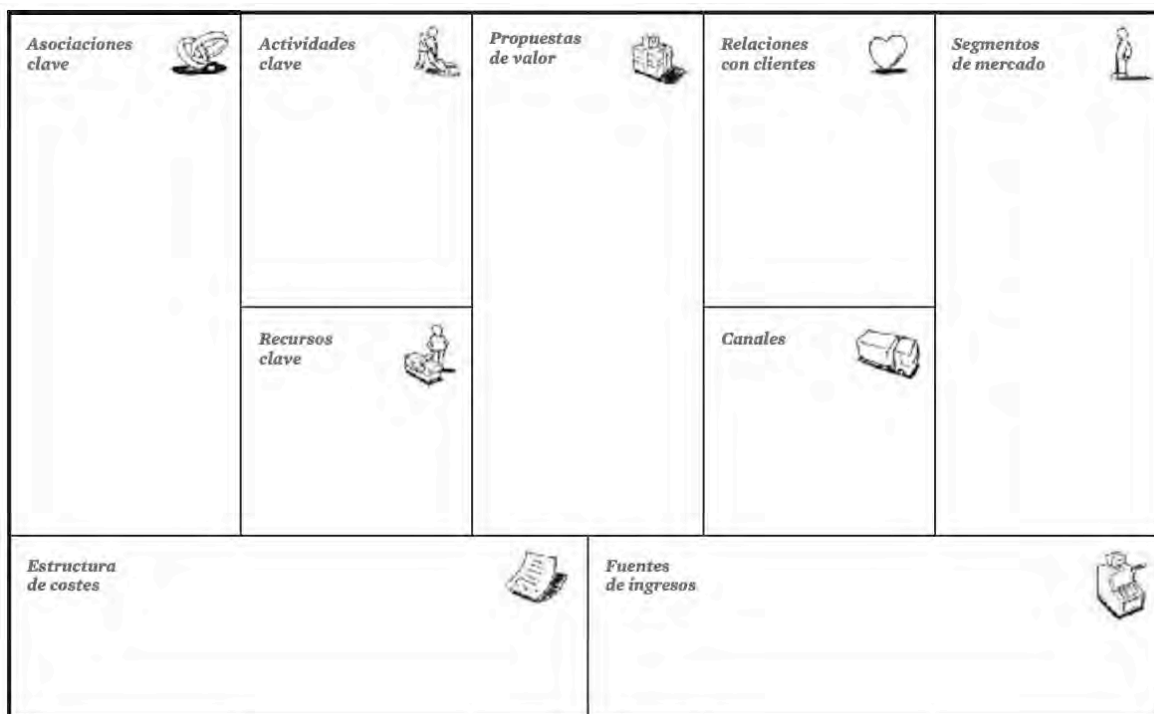 Asociaciones
clave
Actividades
clave
Propuestas
de valor
Relaciones
con clientes
Segmentos
de mercado
Recursos
clave
Canales
Estructura
de costes
Fuentes
de ingresos